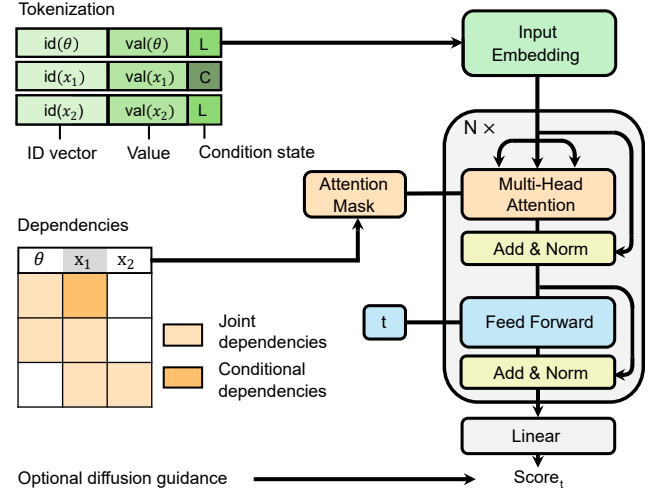 Tokenization
id(θ) val(θ) L
id(x₁) val(x₁) C
id(x₂) val(x₂) L
ID vector Value Condition state
Input
Embedding
N ×
Attention
Mask
Multi-Head
Attention
Add & Norm
Dependencies
θ x₁ x₂
Joint
dependencies
Conditional
dependencies
t
Feed Forward
Add & Norm
Linear
Optional diffusion guidance
Scoreₜ